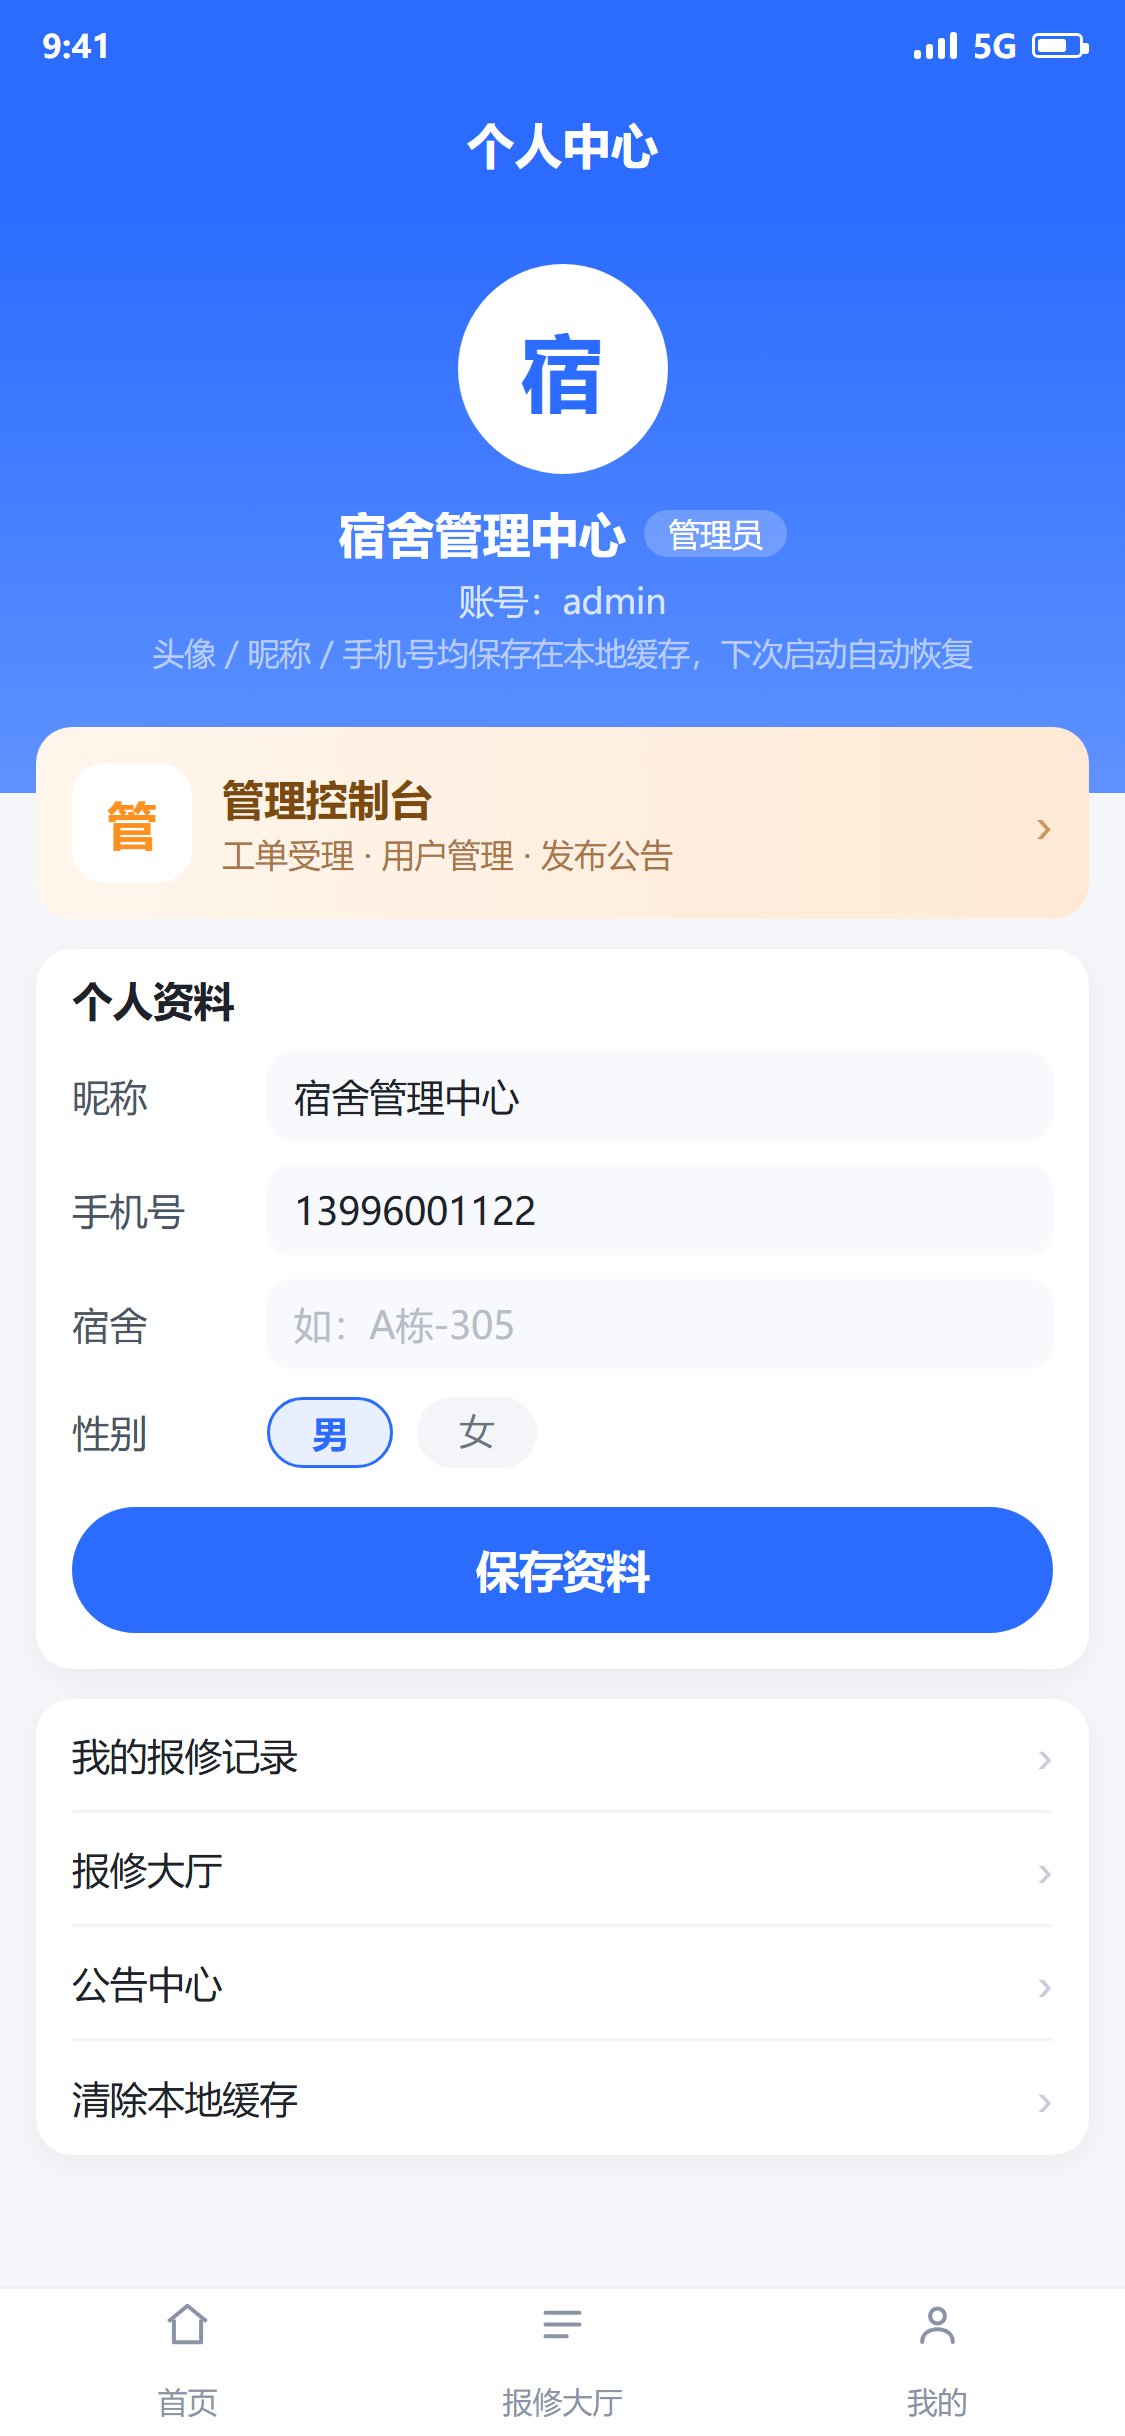 9:41
5G
个人中心
宿
宿舍管理中心 管理员
账号：admin
头像 / 昵称 / 手机号均保存在本地缓存，下次启动自动恢复
管
管理控制台
工单受理 · 用户管理 · 发布公告
›
个人资料
昵称 宿舍管理中心
手机号 13996001122
宿舍 如：A栋-305
性别 男 女
保存资料
我的报修记录 ›
报修大厅 ›
公告中心 ›
清除本地缓存 ›
首页 报修大厅 我的